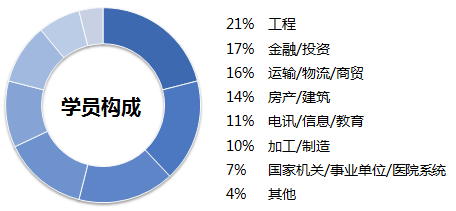 学员构成
21% 工程
17% 金融/投资
16% 运输/物流/商贸
14% 房产/建筑
11% 电讯/信息/教育
10% 加工/制造
7% 国家机关/事业单位/医院系统
4% 其他